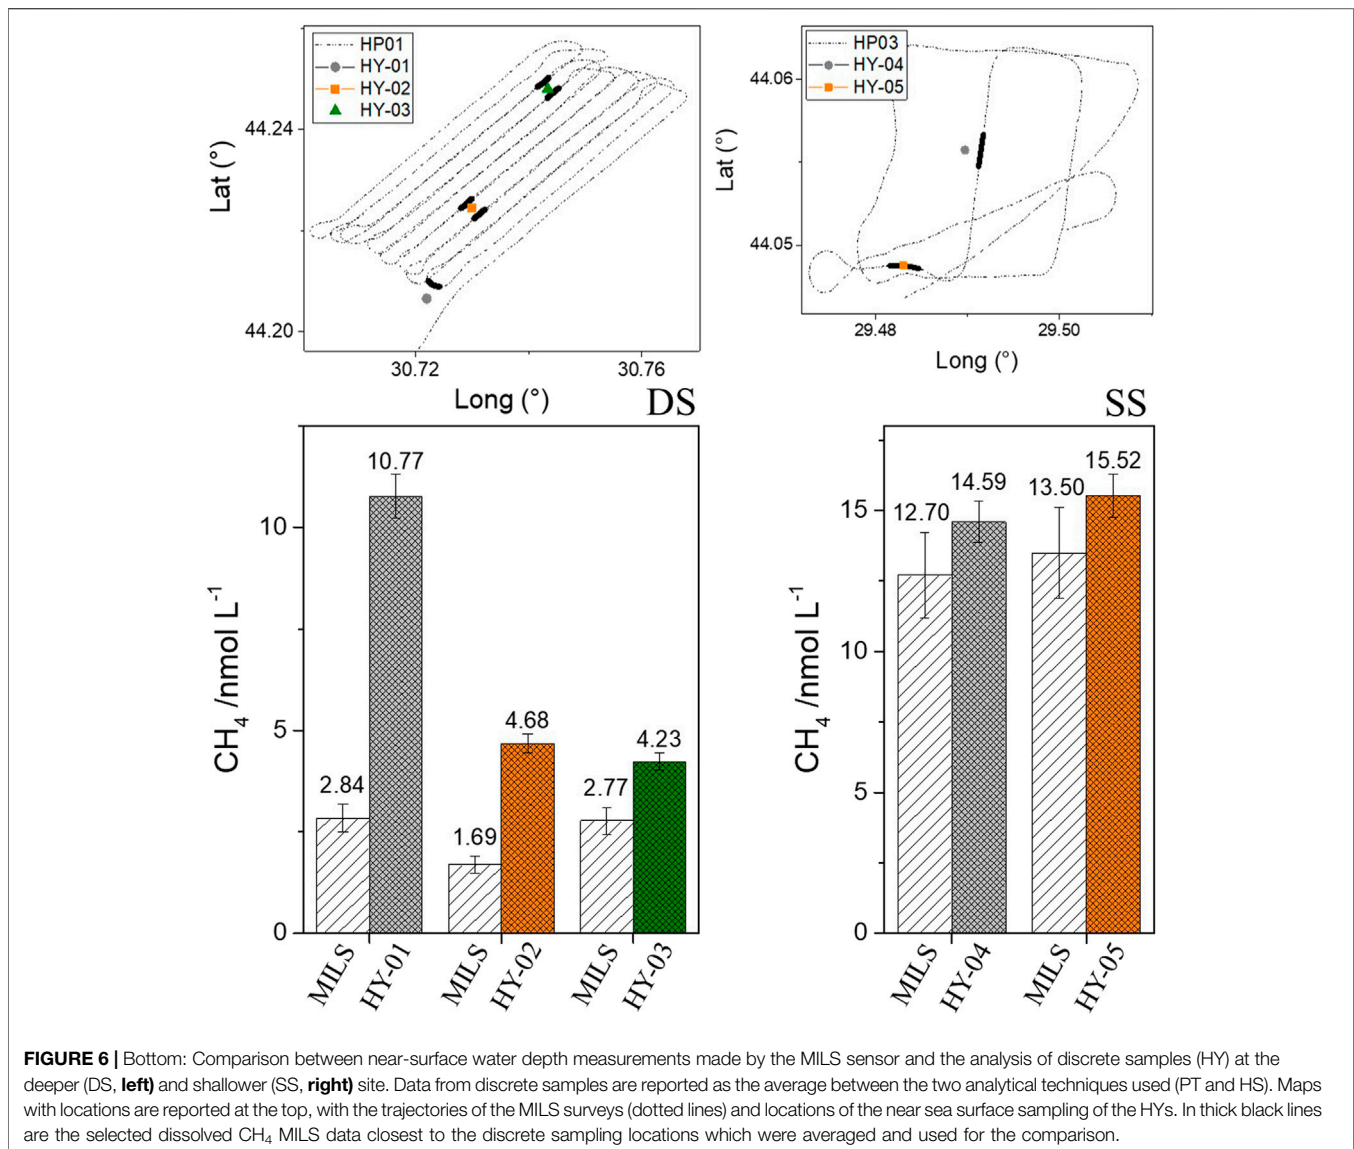 HP01
HY-01
HY-02
HY-03
44.24
44.20
Lat (°)
30.72
30.76
Long (°)
HP03
HY-04
HY-05
44.06
44.05
Lat (°)
29.48
29.50
Long (°)
DS
10
5
0
CH4 /nmol L-1
2.84
10.77
1.69
4.68
2.77
4.23
MILS
HY-01
MILS
HY-02
MILS
HY-03
SS
15
10
5
0
CH4 /nmol L-1
12.70
14.59
13.50
15.52
MILS
HY-04
MILS
HY-05
FIGURE 6 | Bottom: Comparison between near-surface water depth measurements made by the MILS sensor and the analysis of discrete samples (HY) at the
deeper (DS, left) and shallower (SS, right) site. Data from discrete samples are reported as the average between the two analytical techniques used (PT and HS). Maps
with locations are reported at the top, with the trajectories of the MILS surveys (dotted lines) and locations of the near sea surface sampling of the HYs. In thick black lines
are the selected dissolved CH4 MILS data closest to the discrete sampling locations which were averaged and used for the comparison.